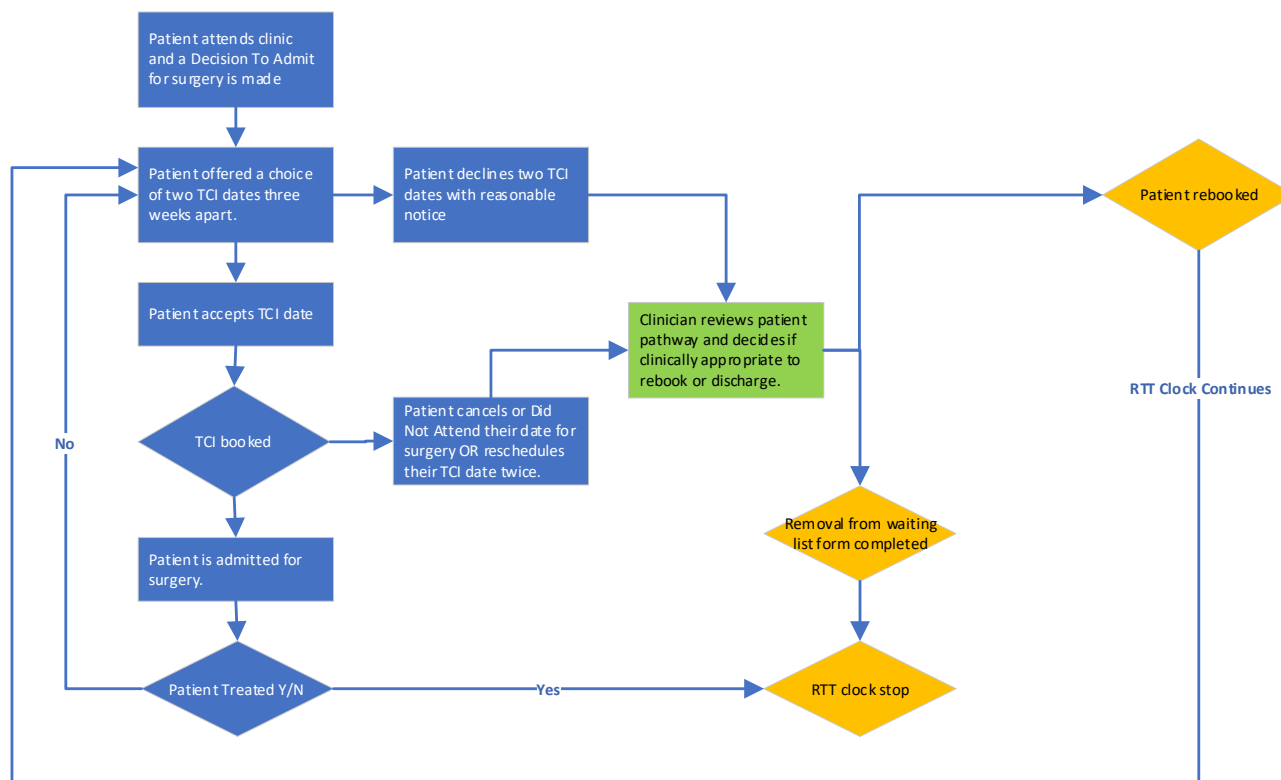 Patient attends clinic
and a Decision To Admit
for surgery is made
Patient offered a choice
of two TCI dates three
weeks apart.
Patient declines two TCI
dates with reasonable
notice
Patient rebooked
Patient accepts TCI date
Clinician reviews patient
pathway and decides if
clinically appropriate to
rebook or discharge.
RTT Clock Continues
No
TCI booked
Patient cancels or Did
Not Attend their date for
surgery OR reschedules
their TCI date twice.
Removal from waiting
list form completed
Patient is admitted for
surgery.
Patient Treated Y/N
Yes
RTT clock stop